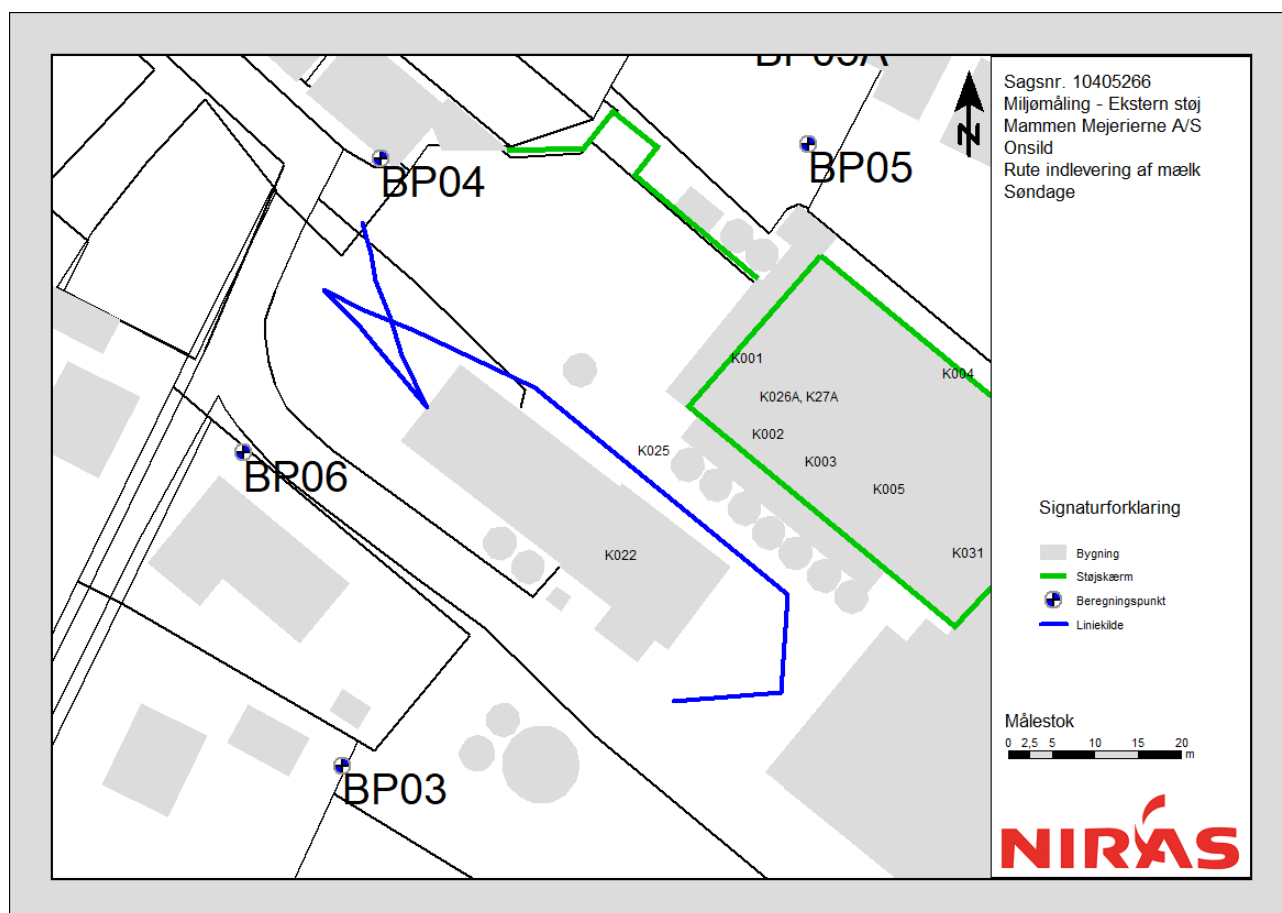 Sagsnr. 10405266
Miljømåling - Ekstern støj
Mammen Mejerierne A/S
Onsild
Rute indlevering af mælk
Søndage
N
BP04
BP05
BP06
BP03
K001
K004
K026A, K27A
K002
K025
K003
K005
K022
K031
Signaturforklaring
Bygning
Støjskærm
Beregningspunkt
Liniekilde
Målestok
0 2,5 5 10 15 20
m
NIRAS